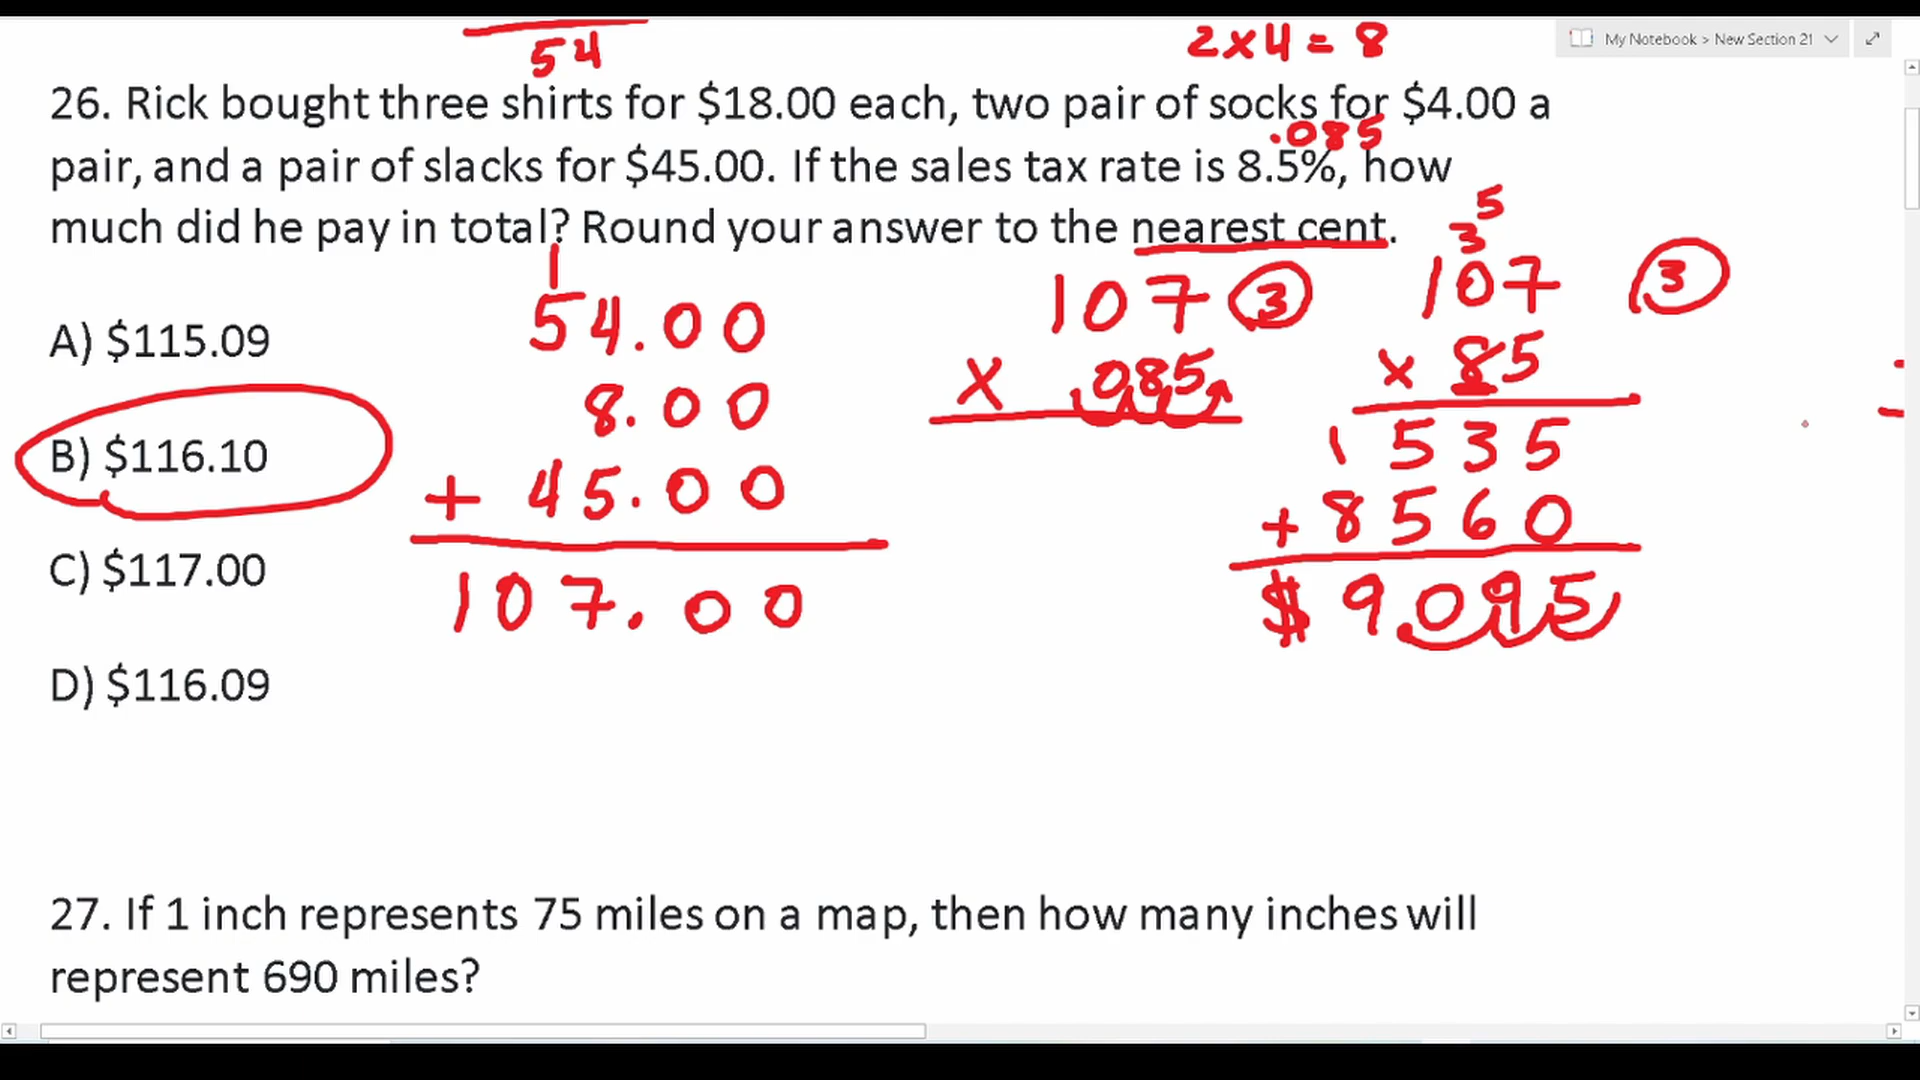 54
2x4=8
My Notebook > New Section 21
26. Rick bought three shirts for $18.00 each, two pair of socks for $4.00 a
.085
pair, and a pair of slacks for $45.00. If the sales tax rate is 8.5%, how
much did he pay in total? Round your answer to the nearest cent.
A) $115.09
B) $116.10
C) $117.00
D) $116.09
1
54.00
8.00
+ 45.00
107.00
107 3
x .085
5
3
107 3
x 85
1535
+ 8560
$9095
27. If 1 inch represents 75 miles on a map, then how many inches will
represent 690 miles?